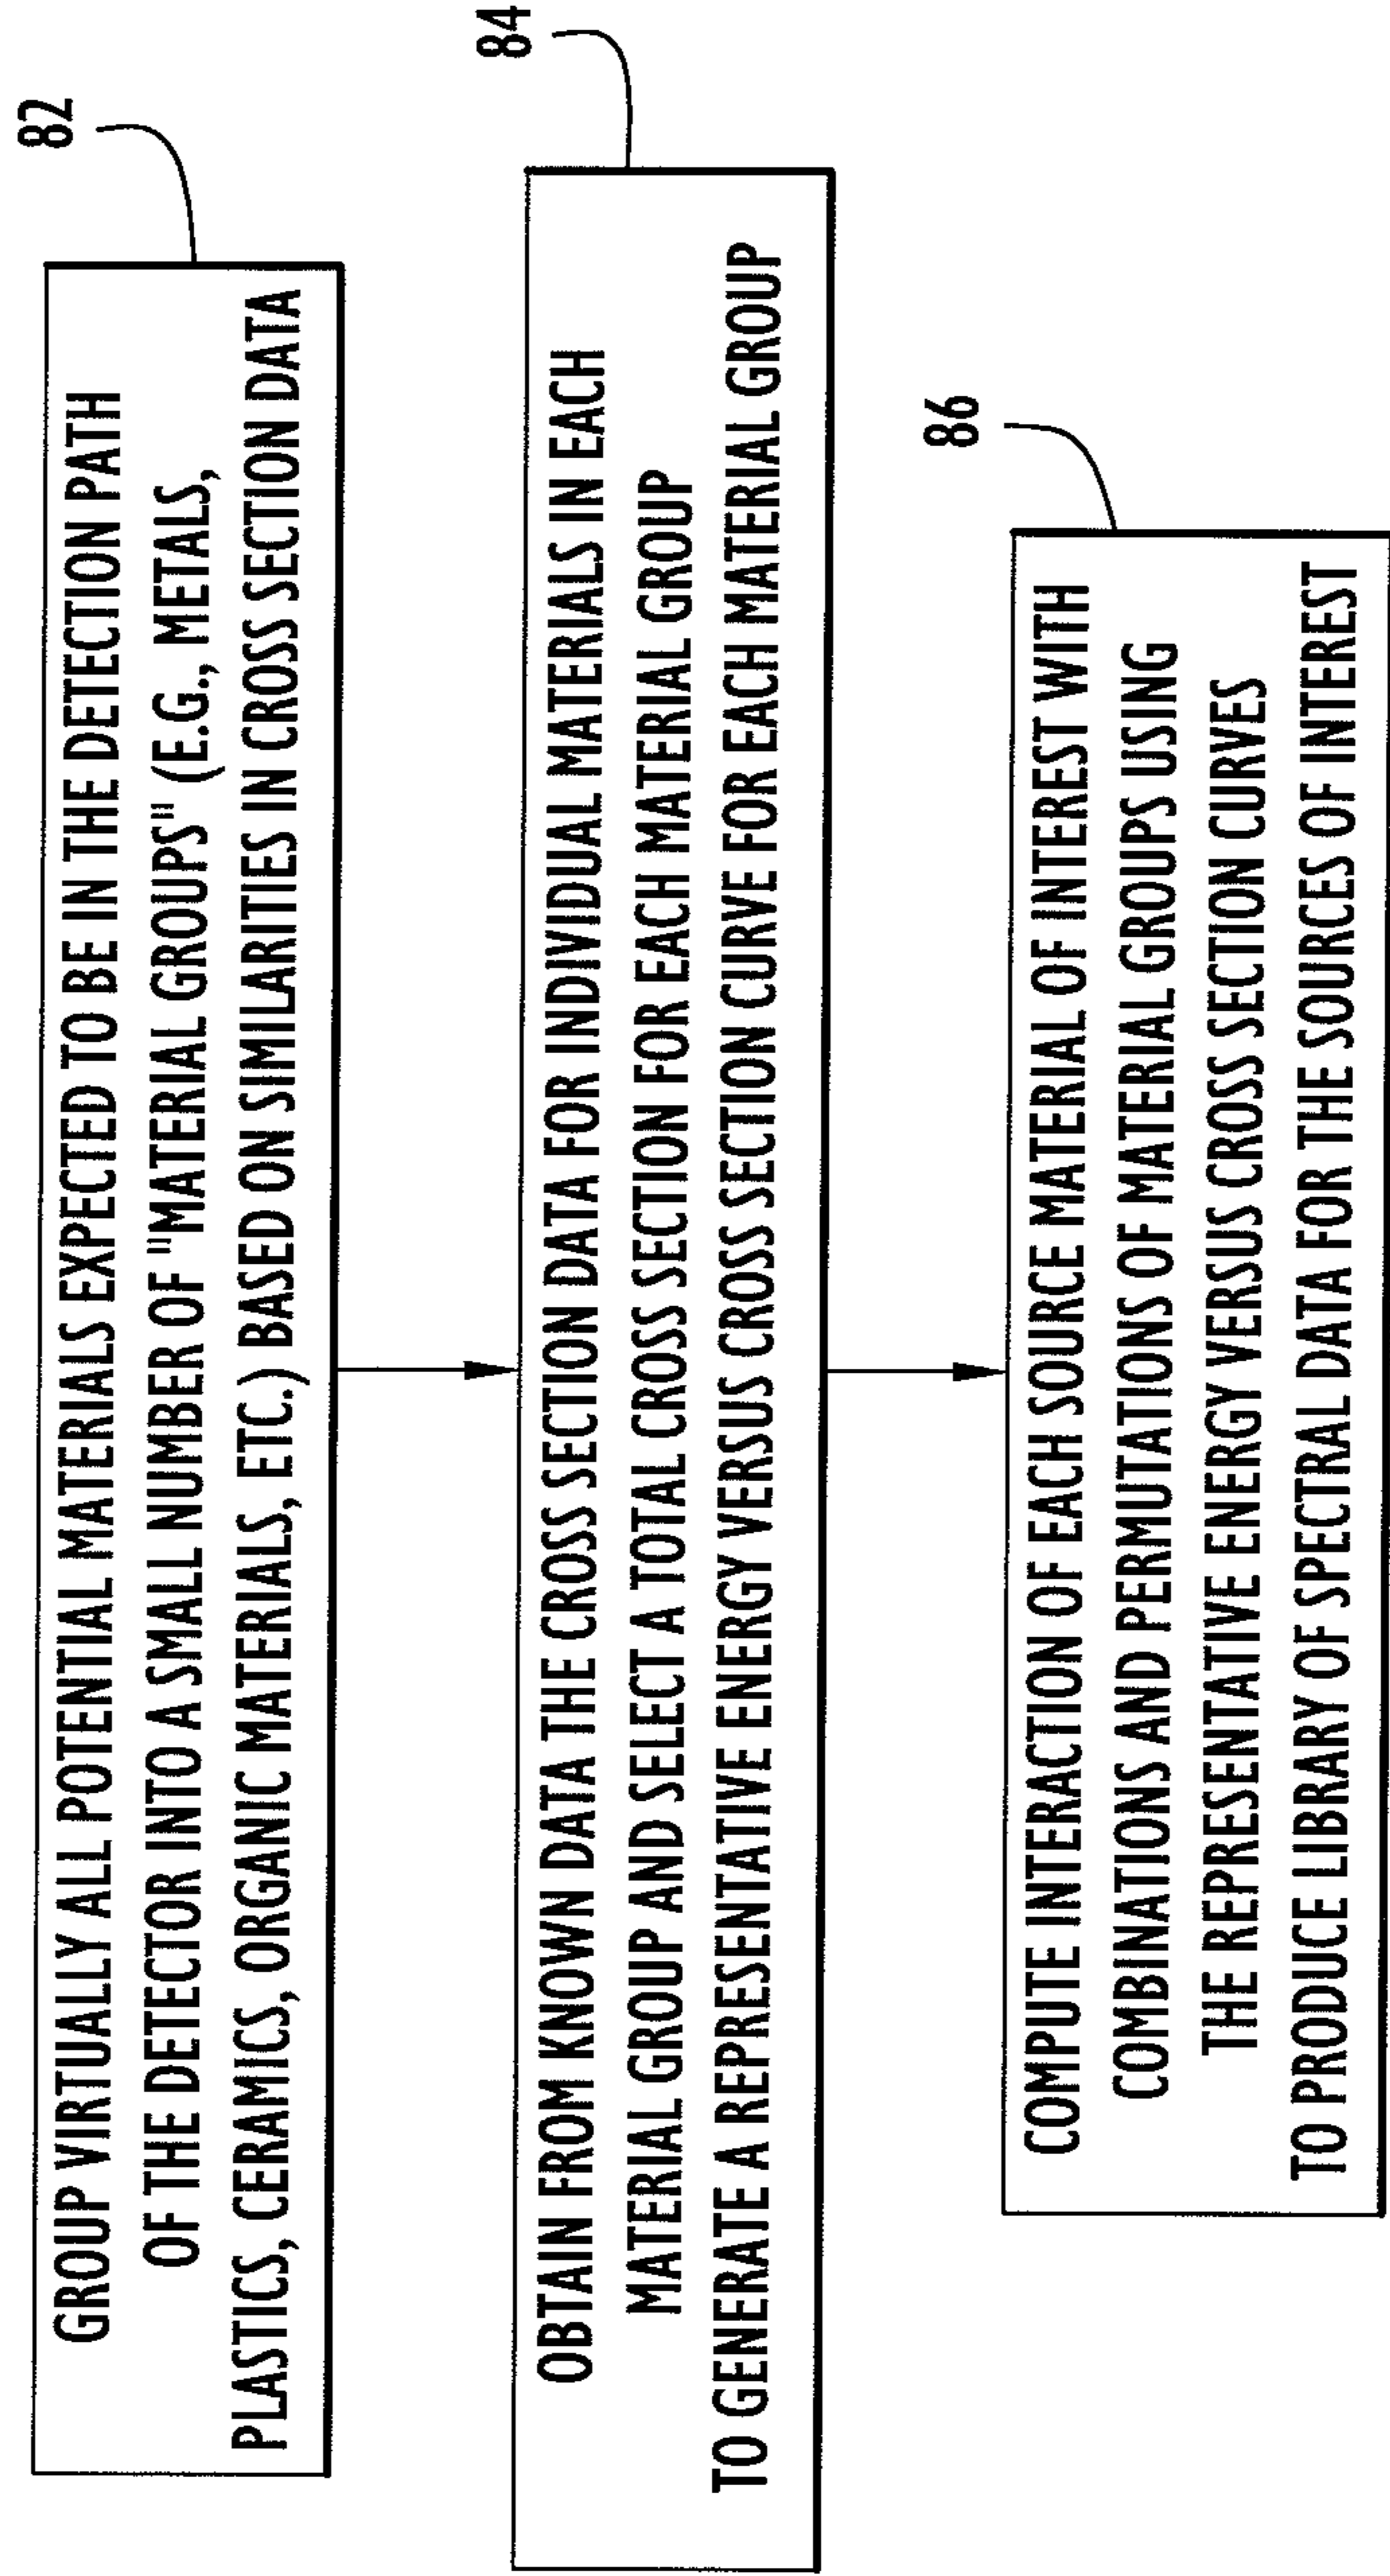 82
GROUP VIRTUALLY ALL POTENTIAL MATERIALS EXPECTED TO BE IN THE DETECTION PATH
OF THE DETECTOR INTO A SMALL NUMBER OF "MATERIAL GROUPS" (E.G., METALS,
PLASTICS, CERAMICS, ORGANIC MATERIALS, ETC.) BASED ON SIMILARITIES IN CROSS SECTION DATA
84
OBTAIN FROM KNOWN DATA THE CROSS SECTION DATA FOR INDIVIDUAL MATERIALS IN EACH
MATERIAL GROUP AND SELECT A TOTAL CROSS SECTION FOR EACH MATERIAL GROUP
TO GENERATE A REPRESENTATIVE ENERGY VERSUS CROSS SECTION CURVE FOR EACH MATERIAL GROUP
86
COMPUTE INTERACTION OF EACH SOURCE MATERIAL OF INTEREST WITH
COMBINATIONS AND PERMUTATIONS OF MATERIAL GROUPS USING
THE REPRESENTATIVE ENERGY VERSUS CROSS SECTION CURVES
TO PRODUCE LIBRARY OF SPECTRAL DATA FOR THE SOURCES OF INTEREST